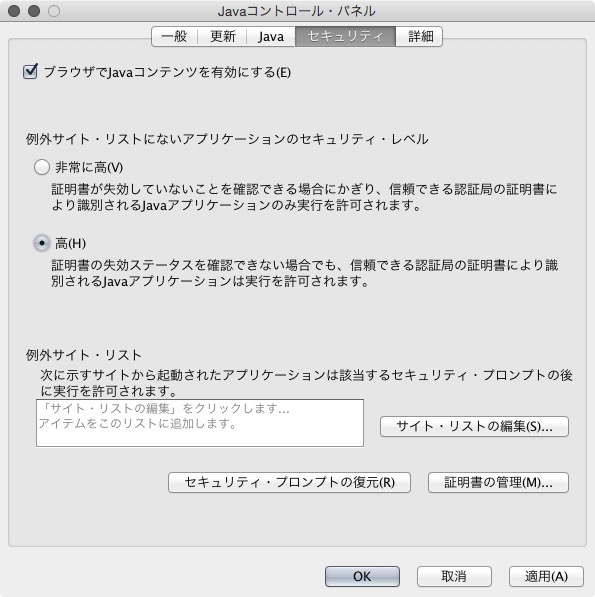 Javaコントロール・パネル
一般 更新 Java セキュリティ 詳細
ブラウザでJavaコンテンツを有効にする(E)
例外サイト・リストにないアプリケーションのセキュリティ・レベル
非常に高(V)
証明書が失効していないことを確認できる場合にかぎり、信頼できる認証局の証明書に
より識別されるJavaアプリケーションのみ実行を許可されます。
高(H)
証明書の失効ステータスを確認できない場合でも、信頼できる認証局の証明書により識
別されるJavaアプリケーションは実行を許可されます。
例外サイト・リスト
次に示すサイトから起動されたアプリケーションは該当するセキュリティ・プロンプトの後
に実行を許可されます。
「サイト・リストの編集」をクリックします...
アイテムをこのリストに追加します。
サイト・リストの編集(S)...
セキュリティ・プロンプトの復元(R) 証明書の管理(M)...
OK 取消 適用(A)